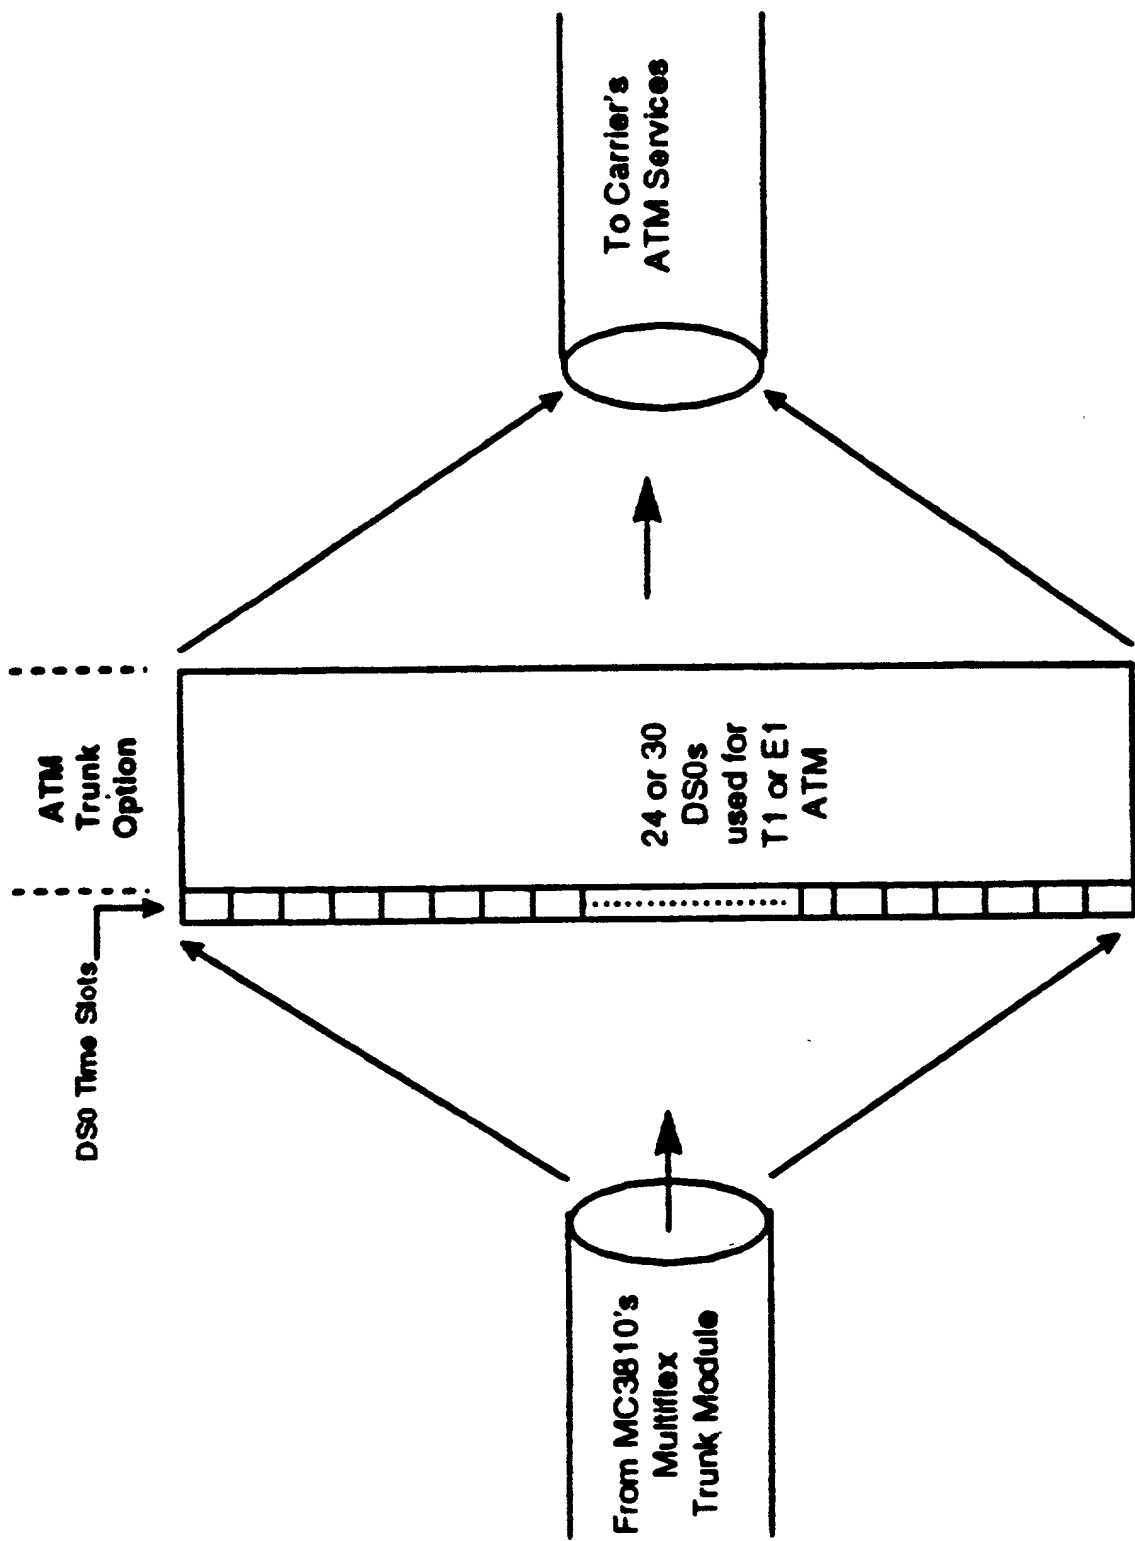 DS0 Time Slots
ATM
Trunk
Option
From MC3810's
Multiflex
Trunk Module
24 or 30
DS0s
used for
T1 or E1
ATM
To Carrier's
ATM Services